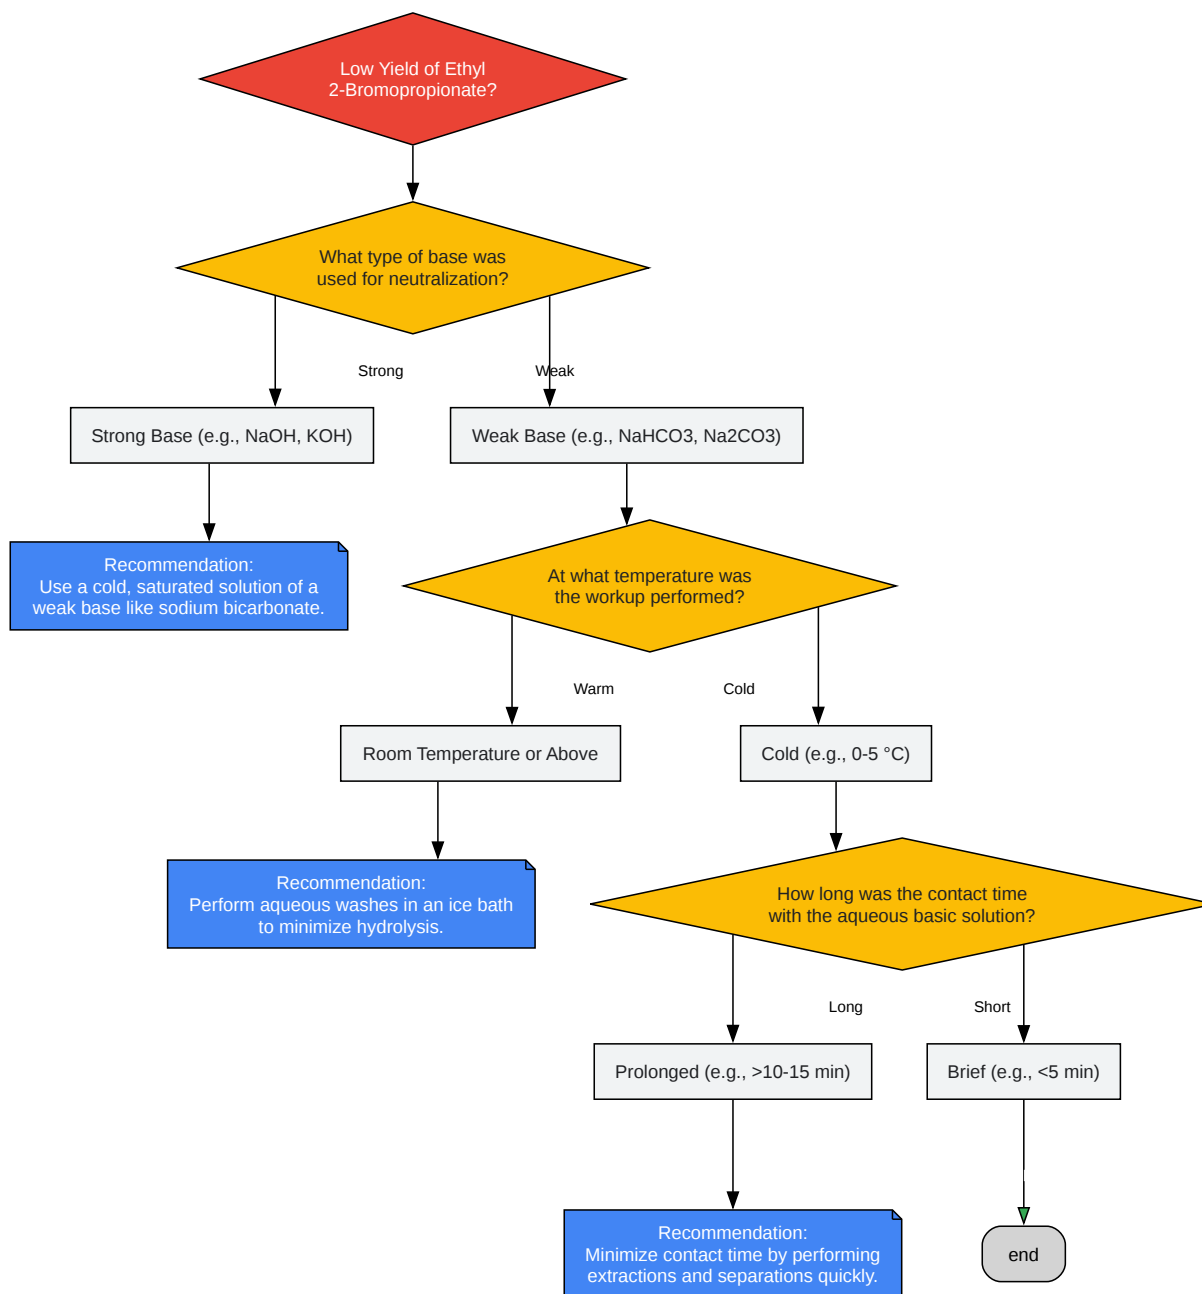 Low Yield of Ethyl
2-Bromopropionate?
What type of base was
used for neutralization?
Strong
Weak
Strong Base (e.g., NaOH, KOH)
Weak Base (e.g., NaHCO3, Na2CO3)
Recommendation:
Use a cold, saturated solution of a
weak base like sodium bicarbonate.
At what temperature was
the workup performed?
Warm
Cold
Room Temperature or Above
Cold (e.g., 0-5 °C)
Recommendation:
Perform aqueous washes in an ice bath
to minimize hydrolysis.
How long was the contact time
with the aqueous basic solution?
Long
Short
Prolonged (e.g., >10-15 min)
Brief (e.g., <5 min)
Recommendation:
Minimize contact time by performing
extractions and separations quickly.
end